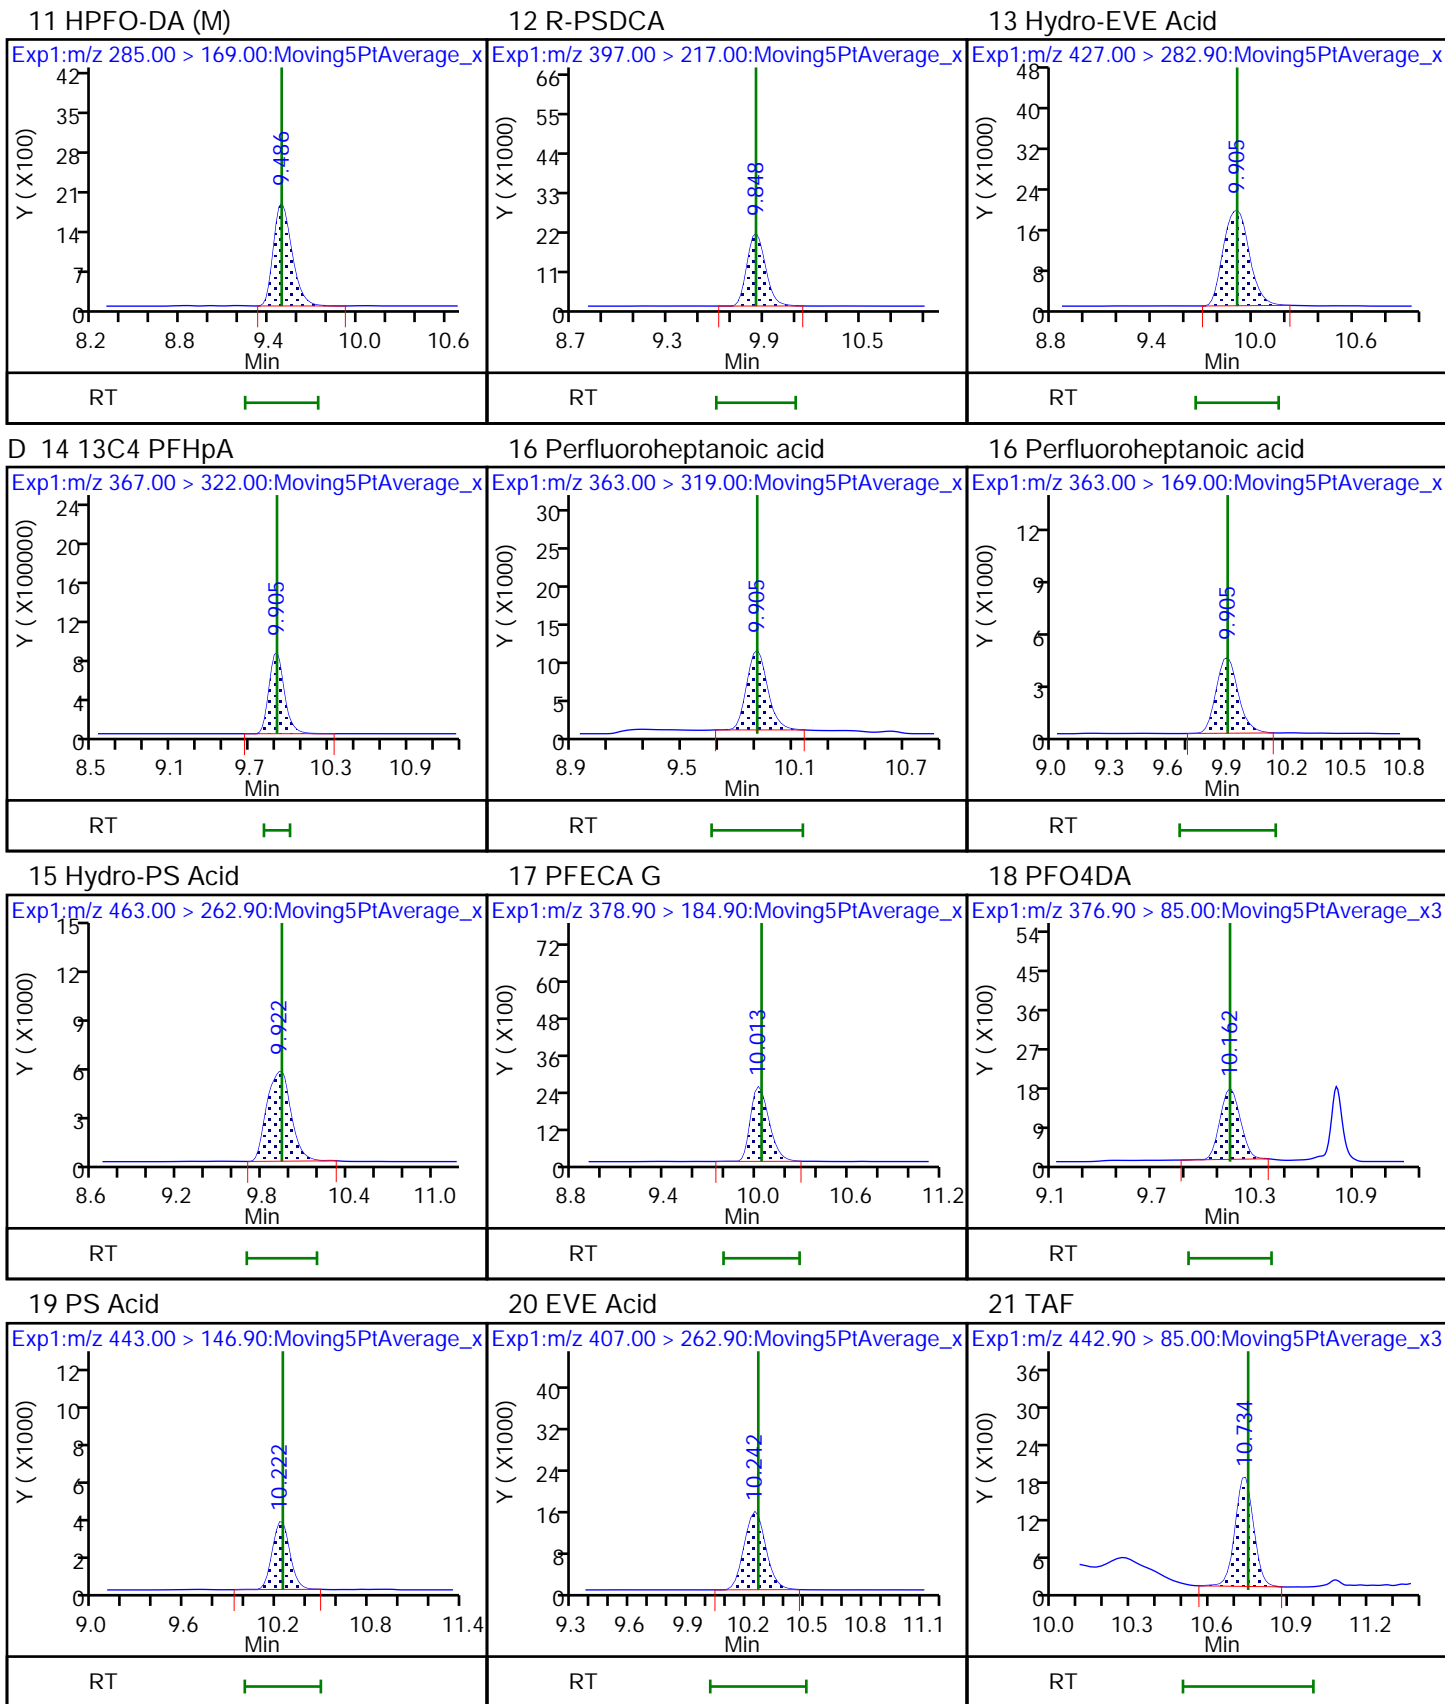 11 HPFO-DA (M)
Exp1:m/z 285.00 > 169.00:Moving5PtAverage_x
Y ( X100)
42
35
28
21
14
7
0
9.486
8.2 8.8 9.4 10.0 10.6
Min
RT
12 R-PSDCA
Exp1:m/z 397.00 > 217.00:Moving5PtAverage_x
Y ( X1000)
66
55
44
33
22
11
0
9.848
8.7 9.3 9.9 10.5
Min
RT
13 Hydro-EVE Acid
Exp1:m/z 427.00 > 282.90:Moving5PtAverage_x
Y ( X1000)
48
40
32
24
16
8
0
9.905
8.8 9.4 10.0 10.6
Min
RT
D 14 13C4 PFHpA
Exp1:m/z 367.00 > 322.00:Moving5PtAverage_x
Y ( X100000)
24
20
16
12
8
4
0
9.905
8.5 9.1 9.7 10.3 10.9
Min
RT
16 Perfluoroheptanoic acid
Exp1:m/z 363.00 > 319.00:Moving5PtAverage_x
Y ( X1000)
30
25
20
15
10
5
0
9.905
8.9 9.5 10.1 10.7
Min
RT
16 Perfluoroheptanoic acid
Exp1:m/z 363.00 > 169.00:Moving5PtAverage_x
Y ( X1000)
12
9
6
3
0
9.905
9.0 9.3 9.6 9.9 10.2 10.5 10.8
Min
RT
15 Hydro-PS Acid
Exp1:m/z 463.00 > 262.90:Moving5PtAverage_x
Y ( X1000)
15
12
9
6
3
0
9.922
8.6 9.2 9.8 10.4 11.0
Min
RT
17 PFECA G
Exp1:m/z 378.90 > 184.90:Moving5PtAverage_x
Y ( X100)
72
60
48
36
24
12
0
10.013
8.8 9.4 10.0 10.6 11.2
Min
RT
18 PFO4DA
Exp1:m/z 376.90 > 85.00:Moving5PtAverage_x3
Y ( X100)
54
45
36
27
18
9
0
10.162
9.1 9.7 10.3 10.9
Min
RT
19 PS Acid
Exp1:m/z 443.00 > 146.90:Moving5PtAverage_x
Y ( X1000)
12
10
8
6
4
2
0
10.222
9.0 9.6 10.2 10.8 11.4
Min
RT
20 EVE Acid
Exp1:m/z 407.00 > 262.90:Moving5PtAverage_x
Y ( X1000)
40
32
24
16
8
0
10.242
9.3 9.6 9.9 10.2 10.5 10.8 11.1
Min
RT
21 TAF
Exp1:m/z 442.90 > 85.00:Moving5PtAverage_x3
Y ( X100)
36
30
24
18
12
6
0
10.734
10.0 10.3 10.6 10.9 11.2
Min
RT